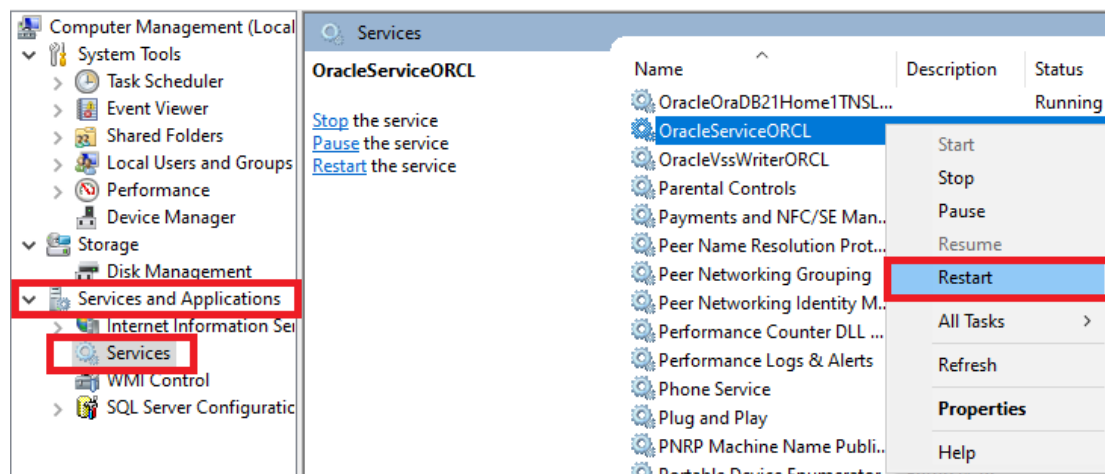 Computer Management (Local
System Tools
Task Scheduler
Event Viewer
Shared Folders
Local Users and Groups
Performance
Device Manager
Storage
Disk Management
Services and Applications
Internet Information Ser
Services
WMI Control
SQL Server Configuratic
Services
OracleServiceORCL
Stop the service
Pause the service
Restart the service
Name Description Status
OracleOraDB21Home1TNSL... Running
OracleServiceORCL
OracleVssWriterORCL
Parental Controls
Payments and NFC/SE Man..
Peer Name Resolution Prot...
Peer Networking Grouping
Peer Networking Identity M..
Performance Counter DLL ...
Performance Logs & Alerts
Phone Service
Plug and Play
PNRP Machine Name Publi..
Portable Device Enumerator
Start
Stop
Pause
Resume
Restart
All Tasks
Refresh
Properties
Help